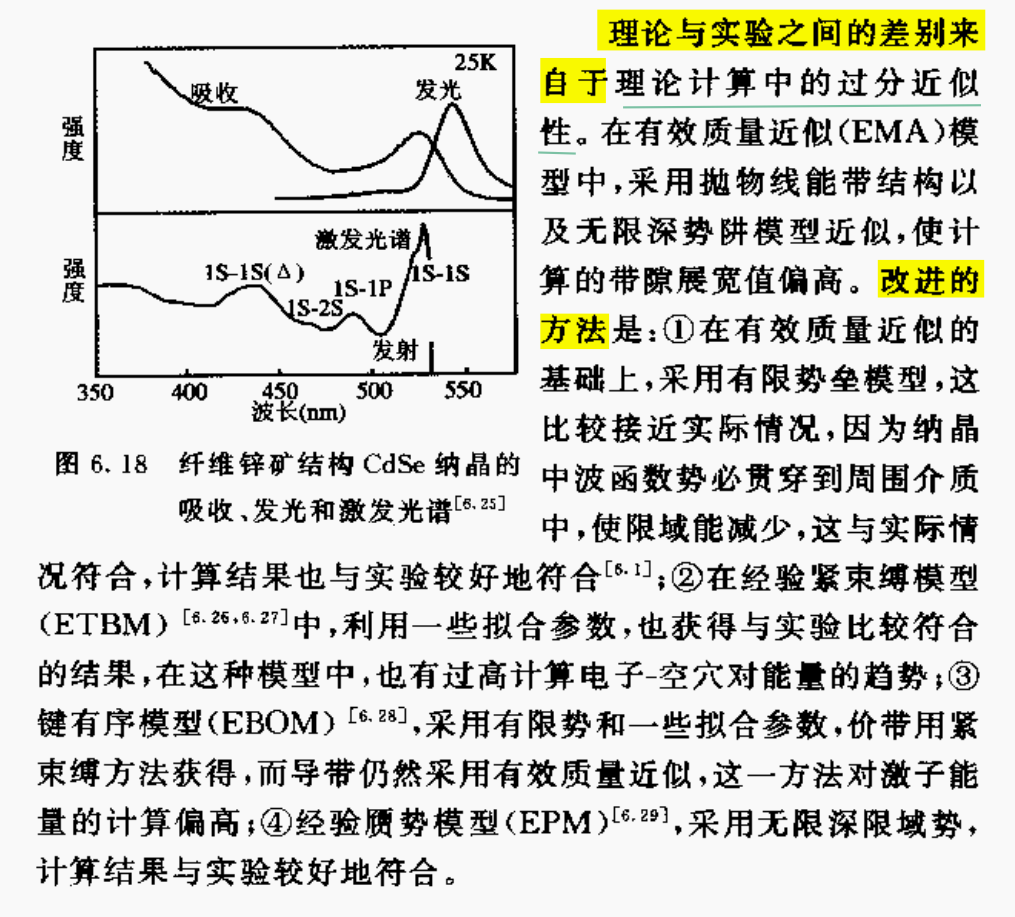 25K
吸收
发光
强度
激发光谱
1S-1S(Δ)
1S-2S
1S-1P
1S-1S
强度
发射
350 400 450 500 550
波长(nm)
图 6.18 纤维锌矿结构 CdSe 纳晶的
吸收、发光和激发光谱[6.25]
理论与实验之间的差别来
自于理论计算中的过分近似
性。在有效质量近似(EMA)模
型中,采用抛物线能带结构以
及无限深势阱模型近似,使计
算的带隙展宽值偏高。改进的
方法是:①在有效质量近似的
基础上,采用有限势垒模型,这
比较接近实际情况,因为纳晶
中波函数势必贯穿到周围介质
中,使限域能减少,这与实际情
况符合,计算结果也与实验较好地符合[6.1];②在经验紧束缚模型
(ETBM) [6.26,6.27]中,利用一些拟合参数,也获得与实验比较符合
的结果,在这种模型中,也有过高计算电子-空穴对能量的趋势;③
键有序模型(EBOM) [6.28],采用有限势和一些拟合参数,价带用紧
束缚方法获得,而导带仍然采用有效质量近似,这一方法对激子能
量的计算偏高;④经验赝势模型(EPM)[6.29],采用无限深限域势,
计算结果与实验较好地符合。